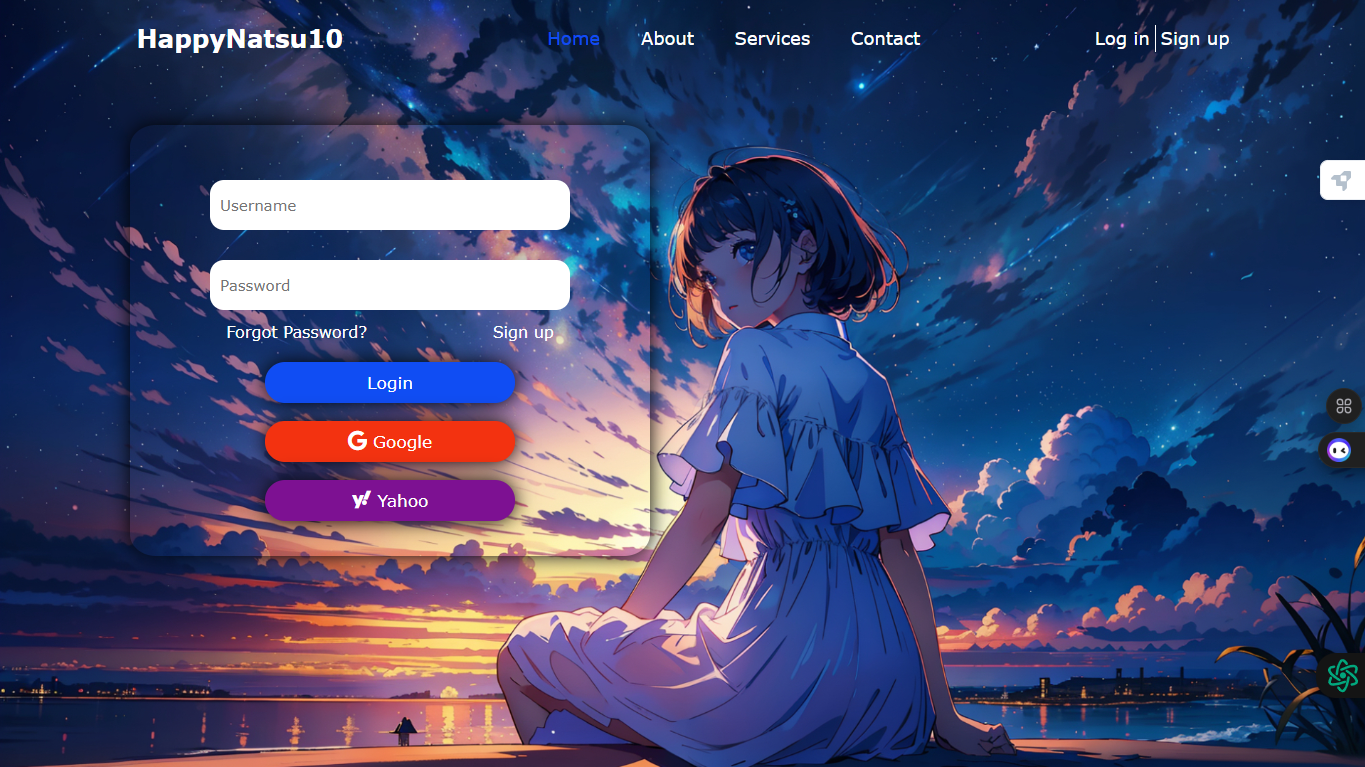 HappyNatsu10
Home About Services Contact
Log in Sign up
Username
Password
Forgot Password? Sign up
Login
Google
Yahoo